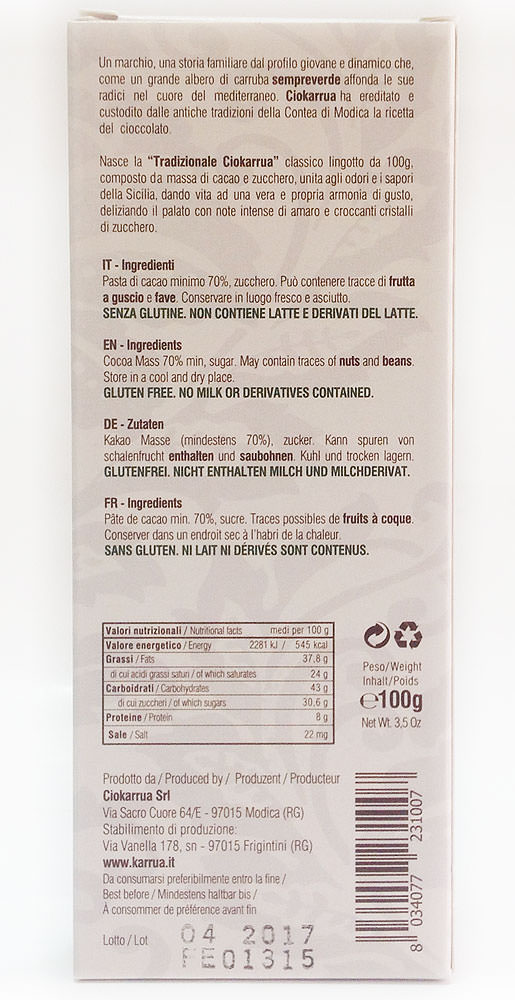 Un marchio, una storia familiare dal profilo giovane e dinamico che,
come un grande albero di carruba sempreverde affonda le sue
radici nel cuore del mediterraneo. Ciokarrua ha ereditato e
custodito dalle antiche tradizioni della Contea di Modica la ricetta
del cioccolato.
Nasce la “Tradizionale Ciokarrua” classico lingotto da 100g,
composto da massa di cacao e zucchero, unita agli odori e i sapori
della Sicilia, dando vita ad una vera e propria armonia di gusto,
deliziando il palato con note intense di amaro e croccanti cristalli
di zucchero.
IT - Ingredienti
Pasta di cacao minimo 70%, zucchero. Può contenere tracce di frutta
a guscio e fave. Conservare in luogo fresco e asciutto.
SENZA GLUTINE. NON CONTIENE LATTE E DERIVATI DEL LATTE.
EN - Ingredients
Cocoa Mass 70% min, sugar. May contain traces of nuts and beans.
Store in a cool and dry place.
GLUTEN FREE. NO MILK OR DERIVATIVES CONTAINED.
DE - Zutaten
Kakao Masse (mindestens 70%), zucker. Kann spuren von
schalenfrucht enthalten und saubohnen. Kuhl und trocken lagern.
GLUTENFREI. NICHT ENTHALTEN MILCH UND MILCHDERIVAT.
FR - Ingredients
Pâte de cacao min. 70%, sucre. Traces possibles de fruits à coque.
Conserver dans un endroit sec à l'habri de la chaleur.
SANS GLUTEN. NI LAIT NI DÉRIVÉS SONT CONTENUS.
Valori nutrizionali / Nutritional facts medi per 100 g
Valore energetico / Energy 2281 kJ / 545 kcal
Grassi / Fats 37,8 g
di cui acidi grassi saturi / of which saturates 24 g
Carboidrati / Carbohydrates 43 g
di cui zuccheri / of which sugars 30,6 g
Proteine / Protein 8 g
Sale / Salt 22 mg
Peso/Weight
Inhalt/Poids
℮100g
Net Wt. 3,5 Oz
Prodotto da / Produced by / Produzent / Producteur
Ciokarrua Srl
Via Sacro Cuore 64/E - 97015 Modica (RG)
Stabilimento di produzione:
Via Vanella 178, sn - 97015 Frigintini (RG)
www.karrua.it
Da consumarsi preferibilmente entro la fine /
Best before / Mindestens haltbar bis /
À consommer de préférence avant fin
Lotto / Lot
04 2017
FE01315
8 034077 231007